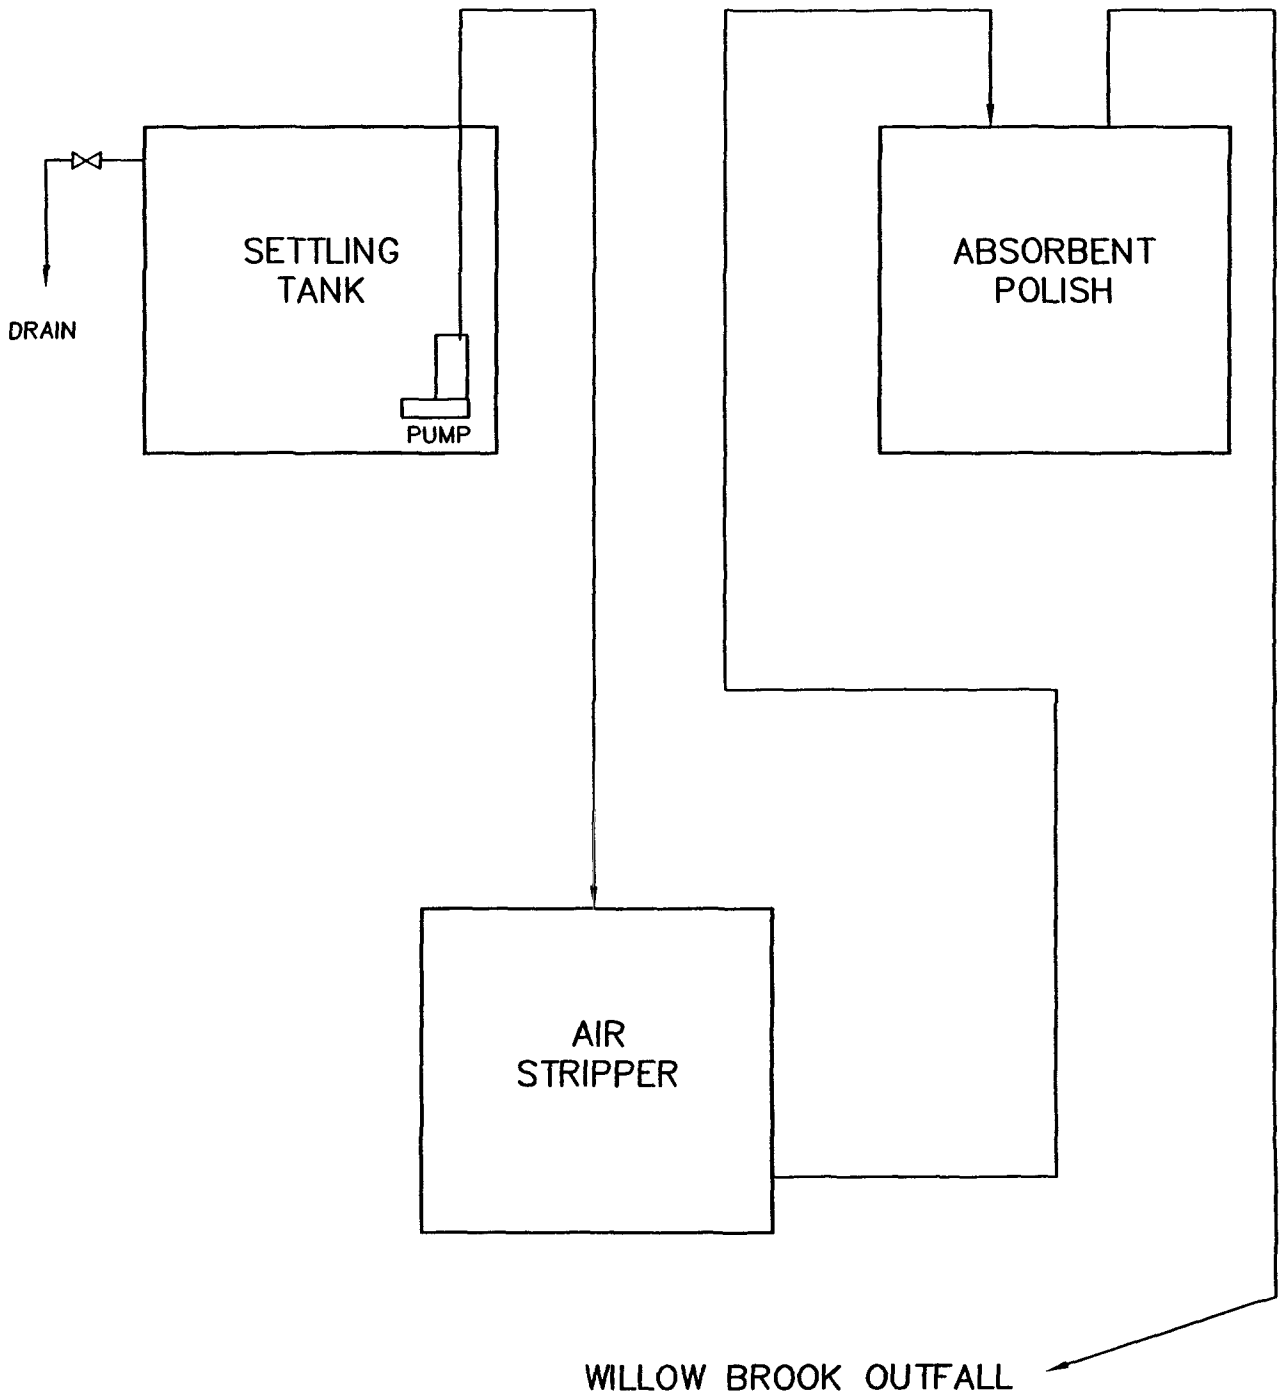 SETTLING
TANK
DRAIN
PUMP
ABSORBENT
POLISH
AIR
STRIPPER
WILLOW BROOK OUTFALL